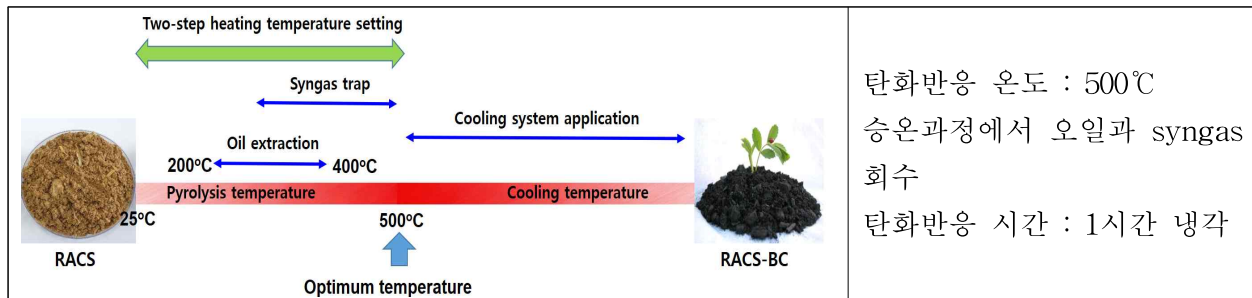 Two-step heating temperature setting
Syngas trap
Cooling system application
Oil extraction
200°C
400°C
Pyrolysis temperature
Cooling temperature
25°C
500°C
RACS
RACS-BC
Optimum temperature
탄화반응 온도 : 500℃
승온과정에서 오일과 syngas
회수
탄화반응 시간 : 1시간 냉각